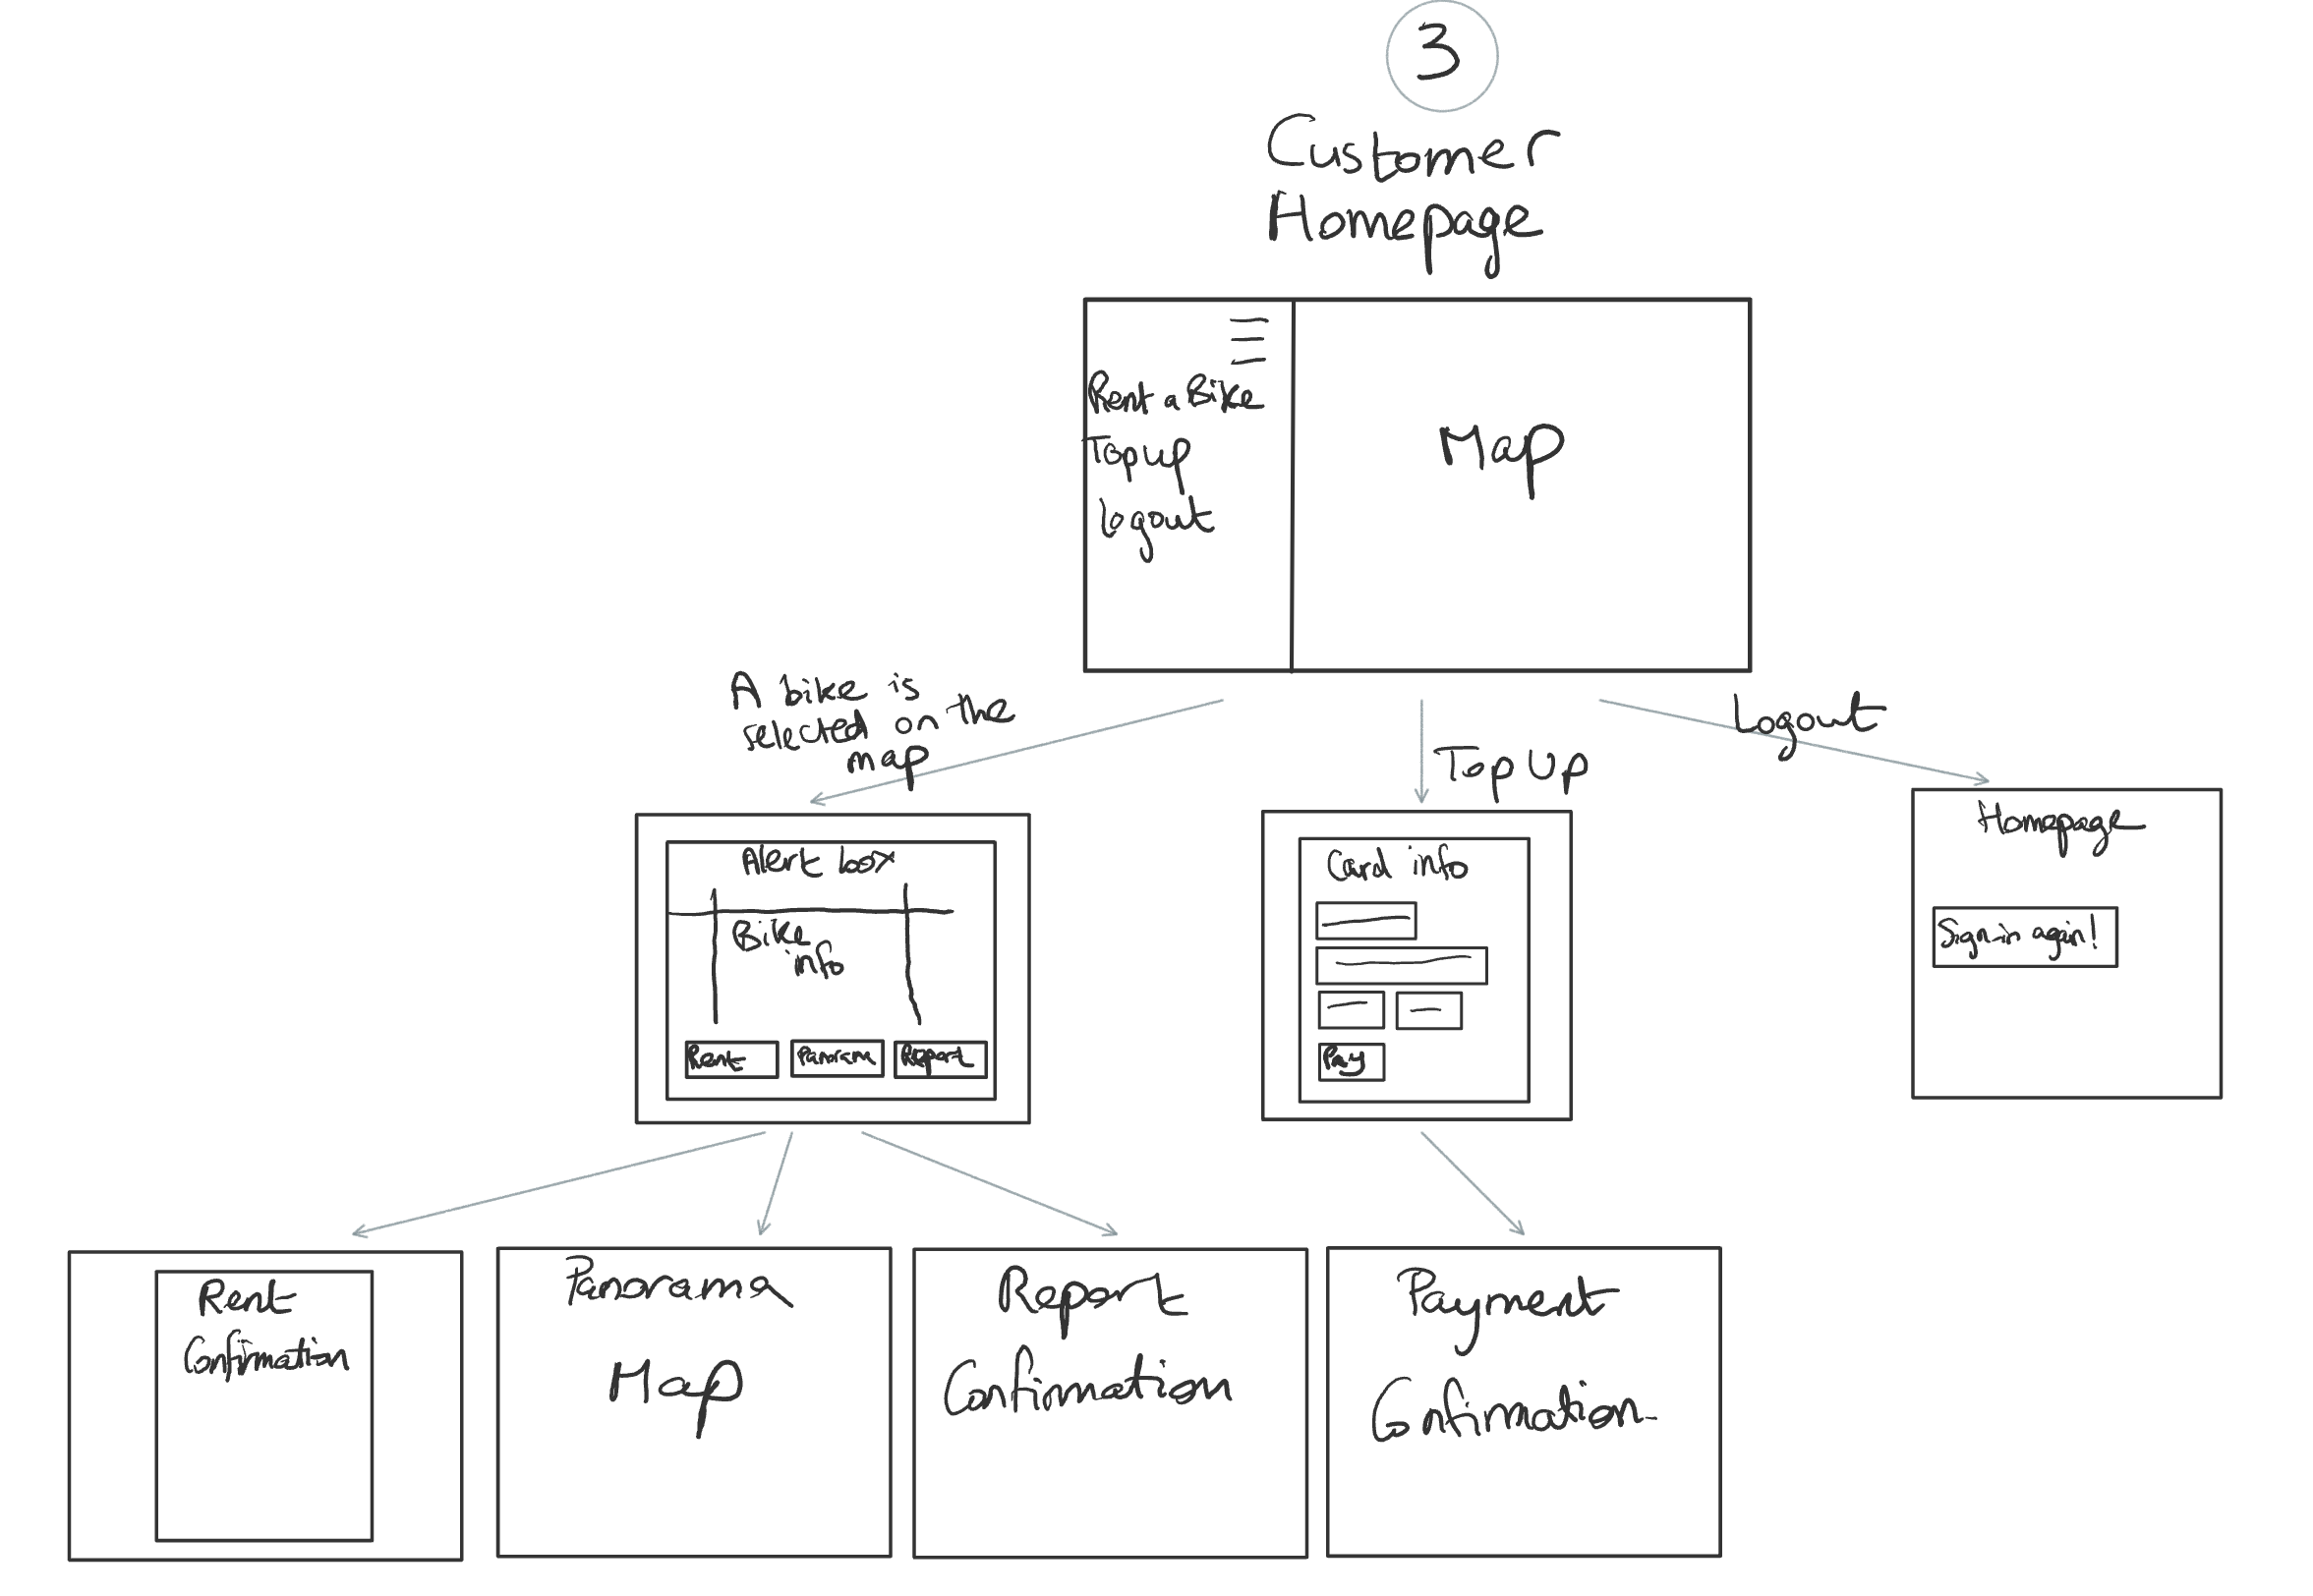 3
Customer
Homepage
Rent a Bike
Top up
Logout
Map
A bike is
selected on the
map
Top Up
Logout
Alert box
Bike
info
Rent
Panorama
Report
Card info
Pay
Homepage
Sign-in again!
Rent
Confirmation
Panorama
Map
Report
Confirmation
Payment
Confirmation